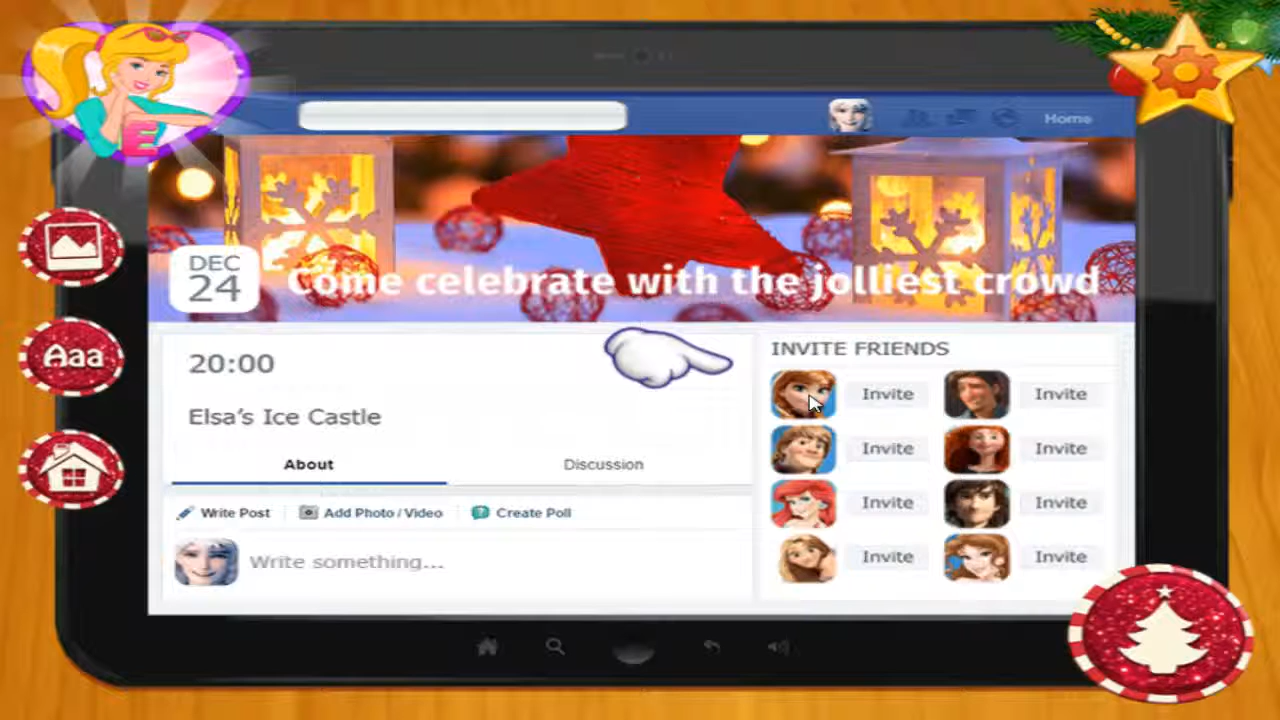 E
Home
DEC
24
Come celebrate with the jolliest crowd
Aaa
20:00
Elsa's Ice Castle
About
Discussion
Write Post
Add Photo / Video
Create Poll
Write something...
INVITE FRIENDS
Invite
Invite
Invite
Invite
Invite
Invite
Invite
Invite